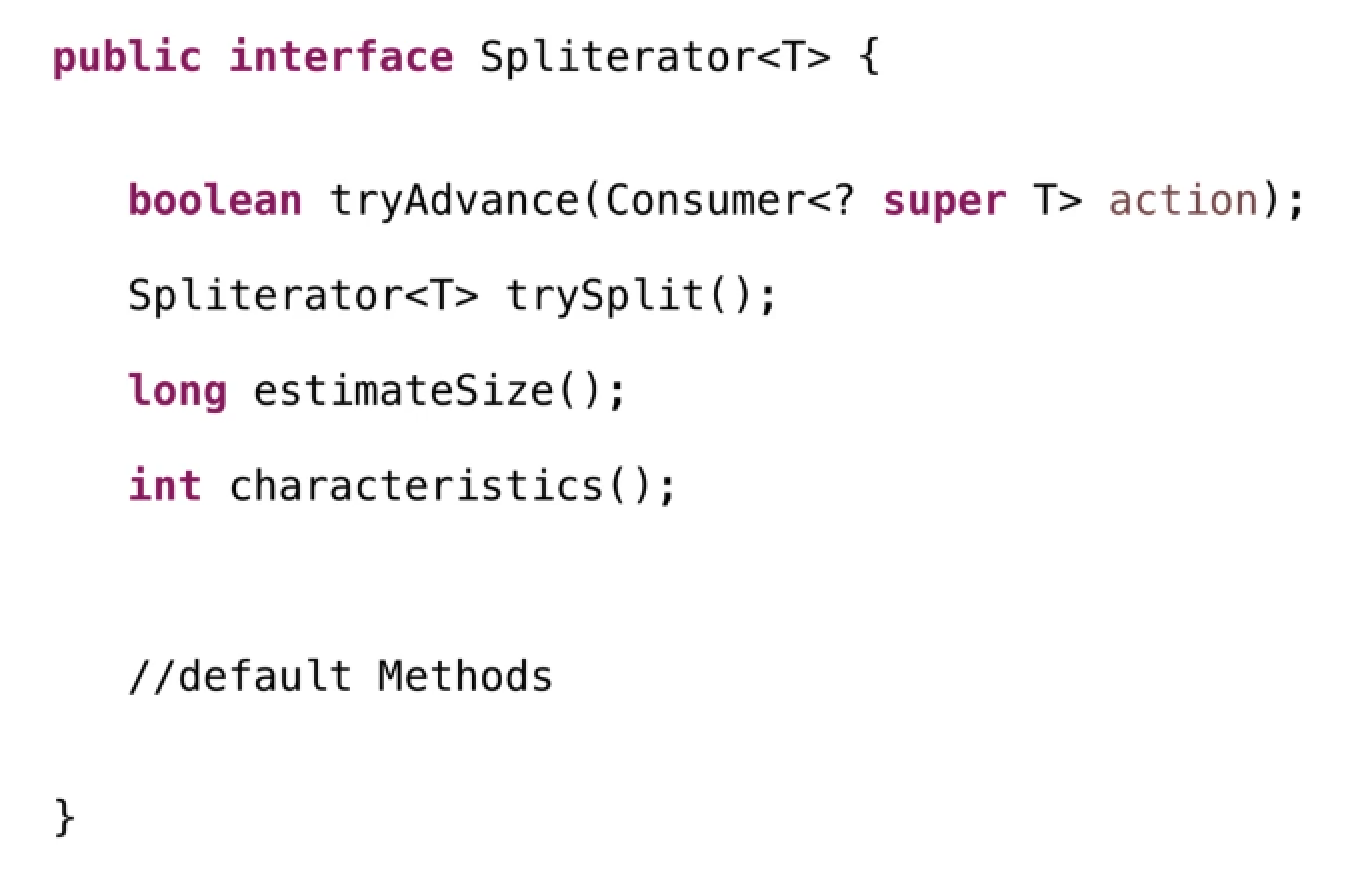 public interface Spliterator<T> {
boolean tryAdvance(Consumer<? super T> action);
Spliterator<T> trySplit();
long estimateSize();
int characteristics();
//default Methods
}